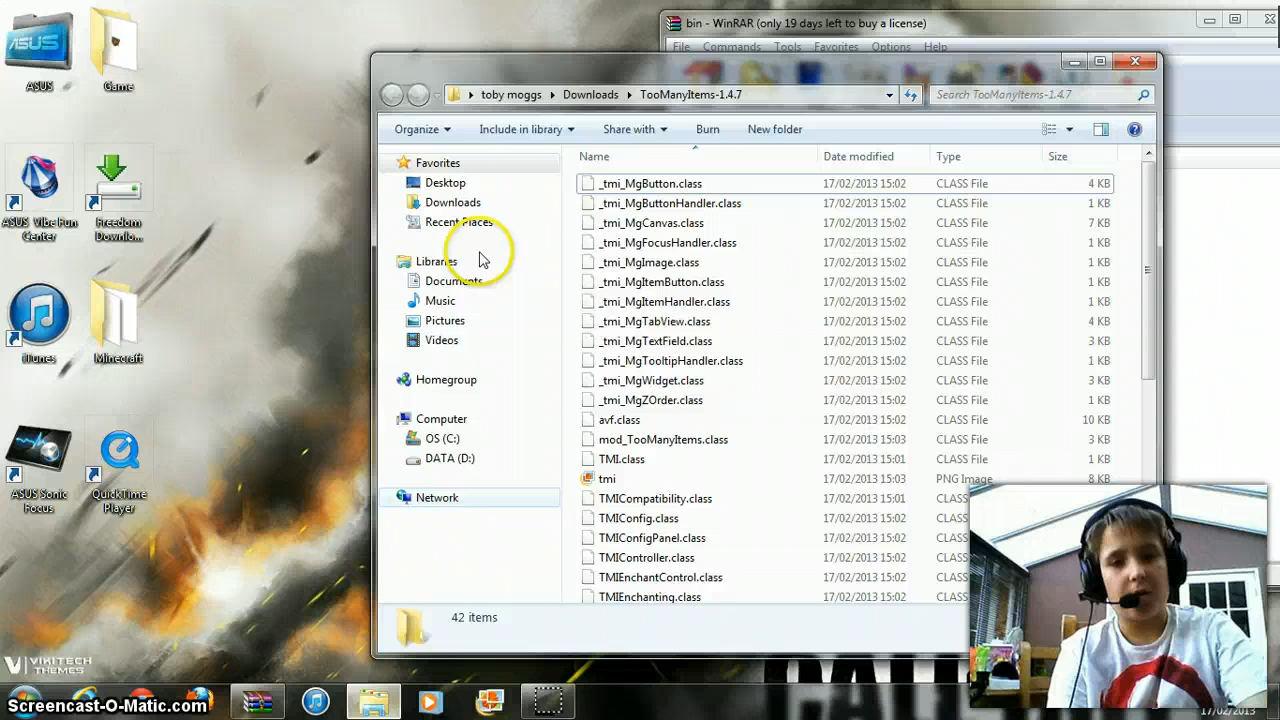 bin - WinRAR (only 19 days left to buy a license)
File Commands Tools Favorites Options Help
ASUS
Game
ASUS Vibe Fun Center
Freedom Downlo...
iTunes
Minecraft
ASUS Sonic Focus
QuickTime Player
toby moggs Downloads TooManyItems-1.4.7
Search TooManyItems-1.4.7
Organize Include in library Share with Burn New folder
Name Date modified Type Size
Favorites
Desktop
Downloads
Recent Places
Libraries
Documents
Music
Pictures
Videos
Homegroup
Computer
OS (C:)
DATA (D:)
Network
_tmi_MgButton.class 17/02/2013 15:02 CLASS File 4 KB
_tmi_MgButtonHandler.class 17/02/2013 15:02 CLASS File 1 KB
_tmi_MgCanvas.class 17/02/2013 15:02 CLASS File 7 KB
_tmi_MgFocusHandler.class 17/02/2013 15:02 CLASS File 1 KB
_tmi_MgImage.class 17/02/2013 15:02 CLASS File 1 KB
_tmi_MgItemButton.class 17/02/2013 15:02 CLASS File 1 KB
_tmi_MgItemHandler.class 17/02/2013 15:02 CLASS File 1 KB
_tmi_MgTabView.class 17/02/2013 15:02 CLASS File 4 KB
_tmi_MgTextField.class 17/02/2013 15:02 CLASS File 3 KB
_tmi_MgTooltipHandler.class 17/02/2013 15:02 CLASS File 1 KB
_tmi_MgWidget.class 17/02/2013 15:02 CLASS File 3 KB
_tmi_MgZOrder.class 17/02/2013 15:02 CLASS File 1 KB
avf.class 17/02/2013 15:02 CLASS File 10 KB
mod_TooManyItems.class 17/02/2013 15:03 CLASS File 3 KB
TMI.class 17/02/2013 15:01 CLASS File 1 KB
tmi 17/02/2013 15:03 PNG Image 8 KB
TMICompatibility.class 17/02/2013 15:01
TMIConfig.class 17/02/2013 15:02
TMIConfigPanel.class 17/02/2013 15:02
TMIController.class 17/02/2013 15:02
TMIEnchantControl.class 17/02/2013 15:02
TMIEnchanting.class 17/02/2013 15:02
42 items
VIKITECH
THEMES
Screencast-O-Matic.com
17/02/2013